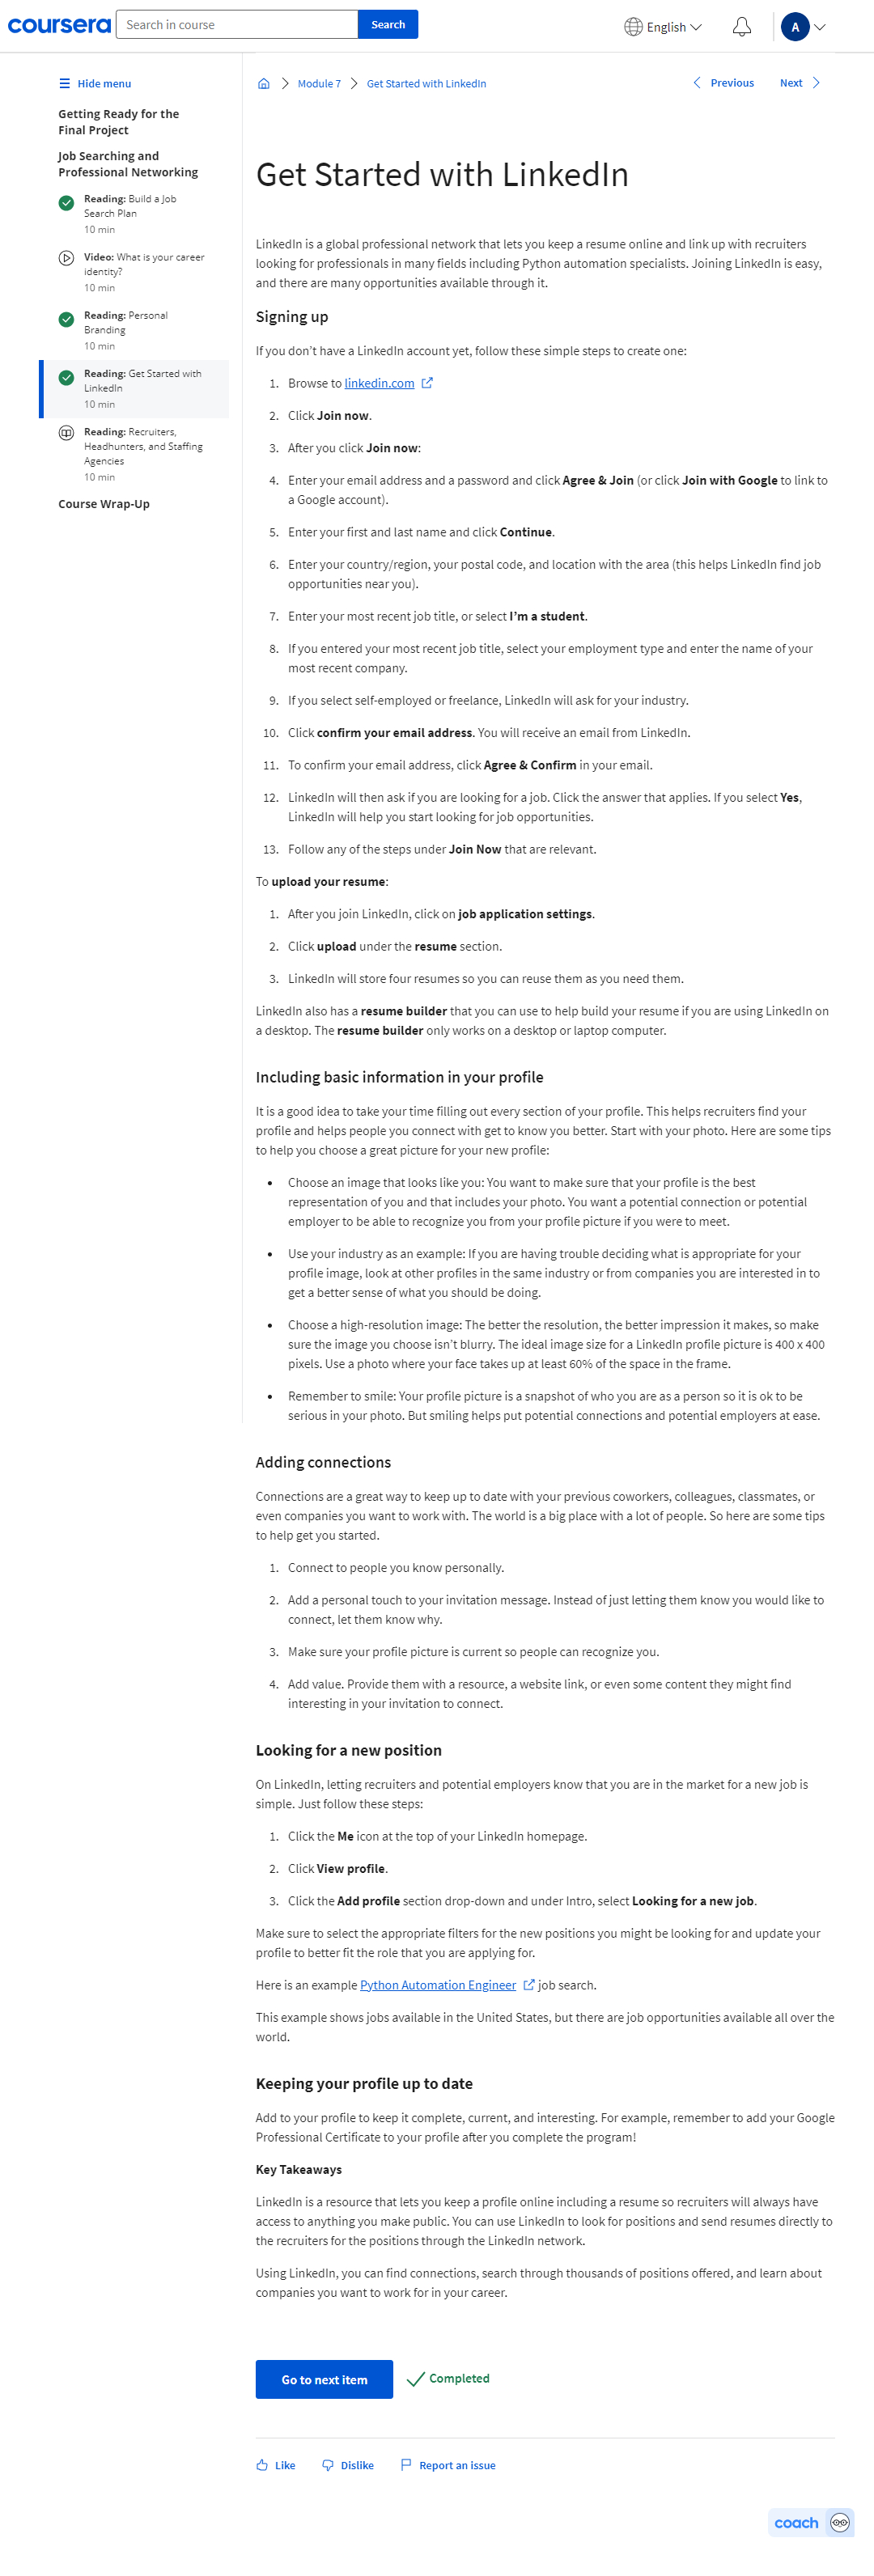 coursera
Search in course
Search
English
A
Hide menu
Getting Ready for the
Final Project
Job Searching and
Professional Networking
Reading: Build a Job
Search Plan
10 min
Video: What is your career
identity?
10 min
Reading: Personal
Branding
10 min
Reading: Get Started with
LinkedIn
10 min
Reading: Recruiters,
Headhunters, and Staffing
Agencies
10 min
Course Wrap-Up
Module 7
Get Started with LinkedIn
Previous
Next
Get Started with LinkedIn
LinkedIn is a global professional network that lets you keep a resume online and link up with recruiters
looking for professionals in many fields including Python automation specialists. Joining LinkedIn is easy,
and there are many opportunities available through it.
Signing up
If you don’t have a LinkedIn account yet, follow these simple steps to create one:
1. Browse to linkedin.com
2. Click Join now.
3. After you click Join now:
4. Enter your email address and a password and click Agree & Join (or click Join with Google to link to
a Google account).
5. Enter your first and last name and click Continue.
6. Enter your country/region, your postal code, and location with the area (this helps LinkedIn find job
opportunities near you).
7. Enter your most recent job title, or select I’m a student.
8. If you entered your most recent job title, select your employment type and enter the name of your
most recent company.
9. If you select self-employed or freelance, LinkedIn will ask for your industry.
10. Click confirm your email address. You will receive an email from LinkedIn.
11. To confirm your email address, click Agree & Confirm in your email.
12. LinkedIn will then ask if you are looking for a job. Click the answer that applies. If you select Yes,
LinkedIn will help you start looking for job opportunities.
13. Follow any of the steps under Join Now that are relevant.
To upload your resume:
1. After you join LinkedIn, click on job application settings.
2. Click upload under the resume section.
3. LinkedIn will store four resumes so you can reuse them as you need them.
LinkedIn also has a resume builder that you can use to help build your resume if you are using LinkedIn on
a desktop. The resume builder only works on a desktop or laptop computer.
Including basic information in your profile
It is a good idea to take your time filling out every section of your profile. This helps recruiters find your
profile and helps people you connect with get to know you better. Start with your photo. Here are some tips
to help you choose a great picture for your new profile:
• Choose an image that looks like you: You want to make sure that your profile is the best
representation of you and that includes your photo. You want a potential connection or potential
employer to be able to recognize you from your profile picture if you were to meet.
• Use your industry as an example: If you are having trouble deciding what is appropriate for your
profile image, look at other profiles in the same industry or from companies you are interested in to
get a better sense of what you should be doing.
• Choose a high-resolution image: The better the resolution, the better impression it makes, so make
sure the image you choose isn’t blurry. The ideal image size for a LinkedIn profile picture is 400 x 400
pixels. Use a photo where your face takes up at least 60% of the space in the frame.
• Remember to smile: Your profile picture is a snapshot of who you are as a person so it is ok to be
serious in your photo. But smiling helps put potential connections and potential employers at ease.
Adding connections
Connections are a great way to keep up to date with your previous coworkers, colleagues, classmates, or
even companies you want to work with. The world is a big place with a lot of people. So here are some tips
to help get you started.
1. Connect to people you know personally.
2. Add a personal touch to your invitation message. Instead of just letting them know you would like to
connect, let them know why.
3. Make sure your profile picture is current so people can recognize you.
4. Add value. Provide them with a resource, a website link, or even some content they might find
interesting in your invitation to connect.
Looking for a new position
On LinkedIn, letting recruiters and potential employers know that you are in the market for a new job is
simple. Just follow these steps:
1. Click the Me icon at the top of your LinkedIn homepage.
2. Click View profile.
3. Click the Add profile section drop-down and under Intro, select Looking for a new job.
Make sure to select the appropriate filters for the new positions you might be looking for and update your
profile to better fit the role that you are applying for.
Here is an example Python Automation Engineer job search.
This example shows jobs available in the United States, but there are job opportunities available all over the
world.
Keeping your profile up to date
Add to your profile to keep it complete, current, and interesting. For example, remember to add your Google
Professional Certificate to your profile after you complete the program!
Key Takeaways
LinkedIn is a resource that lets you keep a profile online including a resume so recruiters will always have
access to anything you make public. You can use LinkedIn to look for positions and send resumes directly to
the recruiters for the positions through the LinkedIn network.
Using LinkedIn, you can find connections, search through thousands of positions offered, and learn about
companies you want to work for in your career.
Go to next item
Completed
Like
Dislike
Report an issue
coach